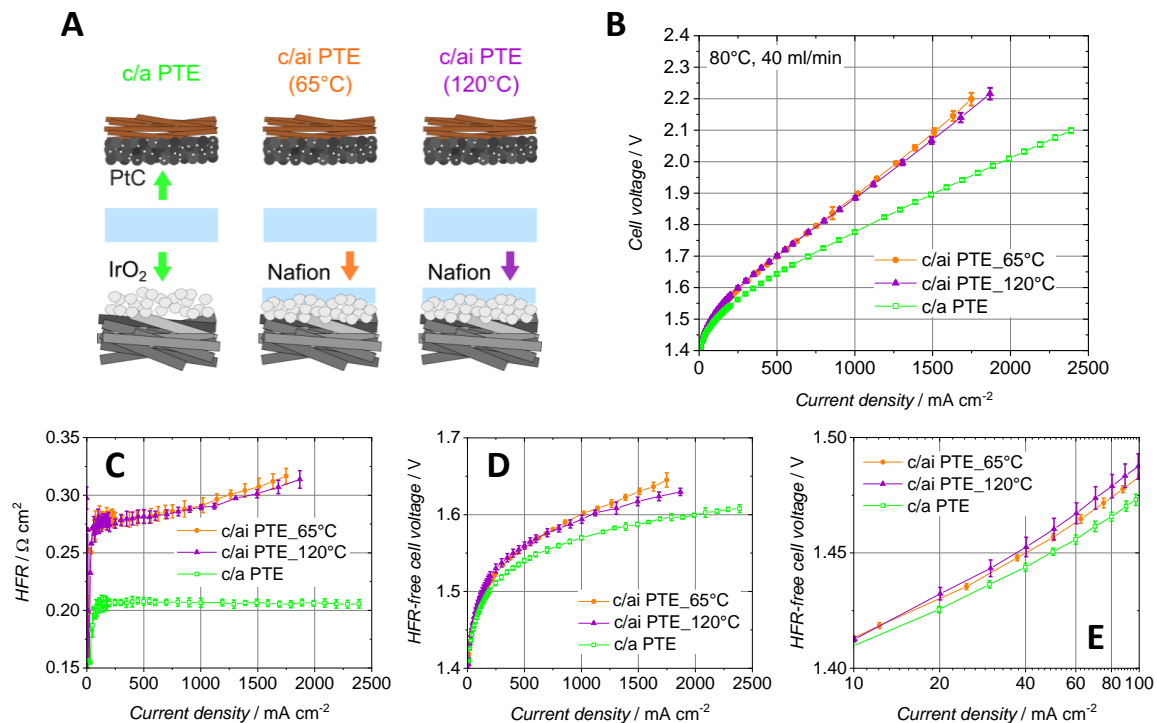 A
c/a PTE
c/ai PTE
(65°C)
c/ai PTE
(120°C)
PtC
IrO2
Nafion
Nafion
B
80°C, 40 ml/min
2.4
2.3
2.2
2.1
2.0
1.9
1.8
1.7
1.6
1.5
1.4
Cell voltage / V
c/ai PTE_65°C
c/ai PTE_120°C
c/a PTE
0 500 1000 1500 2000 2500
Current density / mA cm-2
C
0.35
0.30
0.25
0.20
0.15
HFR / Ω cm2
c/ai PTE_65°C
c/ai PTE_120°C
c/a PTE
0 500 1000 1500 2000 2500
Current density / mA cm-2
D
1.7
1.6
1.5
1.4
HFR-free cell voltage / V
c/ai PTE_65°C
c/ai PTE_120°C
c/a PTE
0 500 1000 1500 2000 2500
Current density / mA cm-2
1.50
1.45
1.40
HFR-free cell voltage / V
c/ai PTE_65°C
c/ai PTE_120°C
c/a PTE
E
10 20 40 60 80 100
Current density / mA cm-2